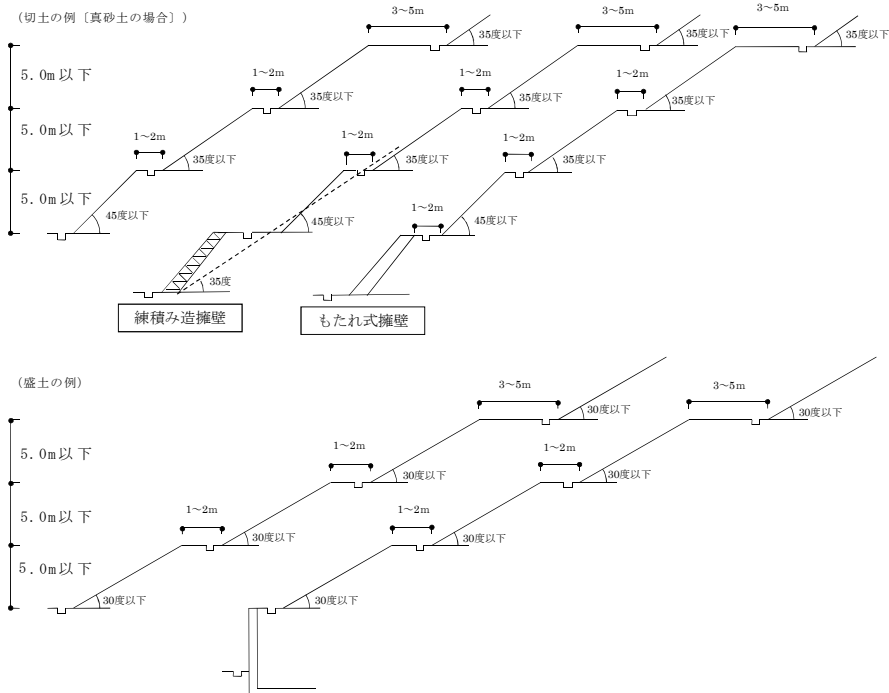 (切土の例〔真砂土の場合〕)
3～5m
3～5m
3～5m
35度以下
35度以下
35度以下
5.0m以下
1～2m
1～2m
1～2m
35度以下
35度以下
35度以下
5.0m以下
1～2m
1～2m
1～2m
35度以下
35度以下
35度以下
5.0m以下
45度以下
45度以下
1～2m
45度以下
35度
練積み造擁壁
もたれ式擁壁
(盛土の例)
3～5m
3～5m
30度以下
30度以下
5.0m以下
1～2m
1～2m
30度以下
30度以下
5.0m以下
1～2m
1～2m
30度以下
30度以下
5.0m以下
30度以下
30度以下